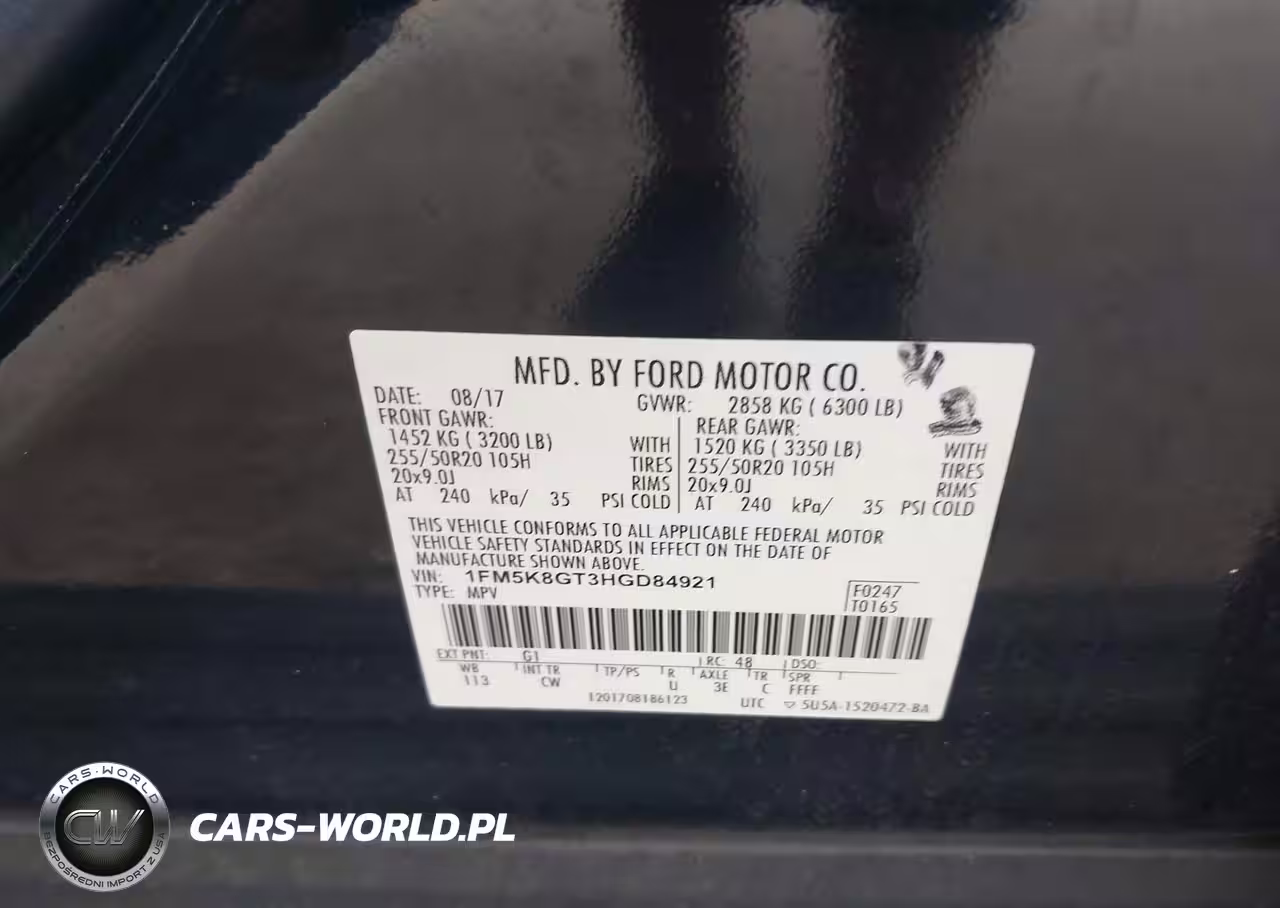 MFD. BY FORD MOTOR CO.
DATE: 08/17 GVWR: 2858 KG ( 6300 LB)
FRONT GAWR: REAR GAWR:
1452 KG ( 3200 LB) WITH 1520 KG ( 3350 LB) WITH
255/50R20 105H TIRES 255/50R20 105H TIRES
20x9.0J RIMS 20x9.0J RIMS
AT 240 kPa/ 35 PSI COLD AT 240 kPa/ 35 PSI COLD
THIS VEHICLE CONFORMS TO ALL APPLICABLE FEDERAL MOTOR
VEHICLE SAFETY STANDARDS IN EFFECT ON THE DATE OF
MANUFACTURE SHOWN ABOVE.
VIN: 1FM5K8GT3HGD84921
TYPE: MPV
F0247
T0165
EXT PNT: G1 RC: 48 DSO:
WB INT TR TP/PS R AXLE TR SPR
113 CW U 3E C FFFF
1201708186123 UTC ▽ 5U5A-1520472-BA
CARS-WORLD
CW
BEZPOŚREDNI IMPORT Z USA
CARS-WORLD.PL